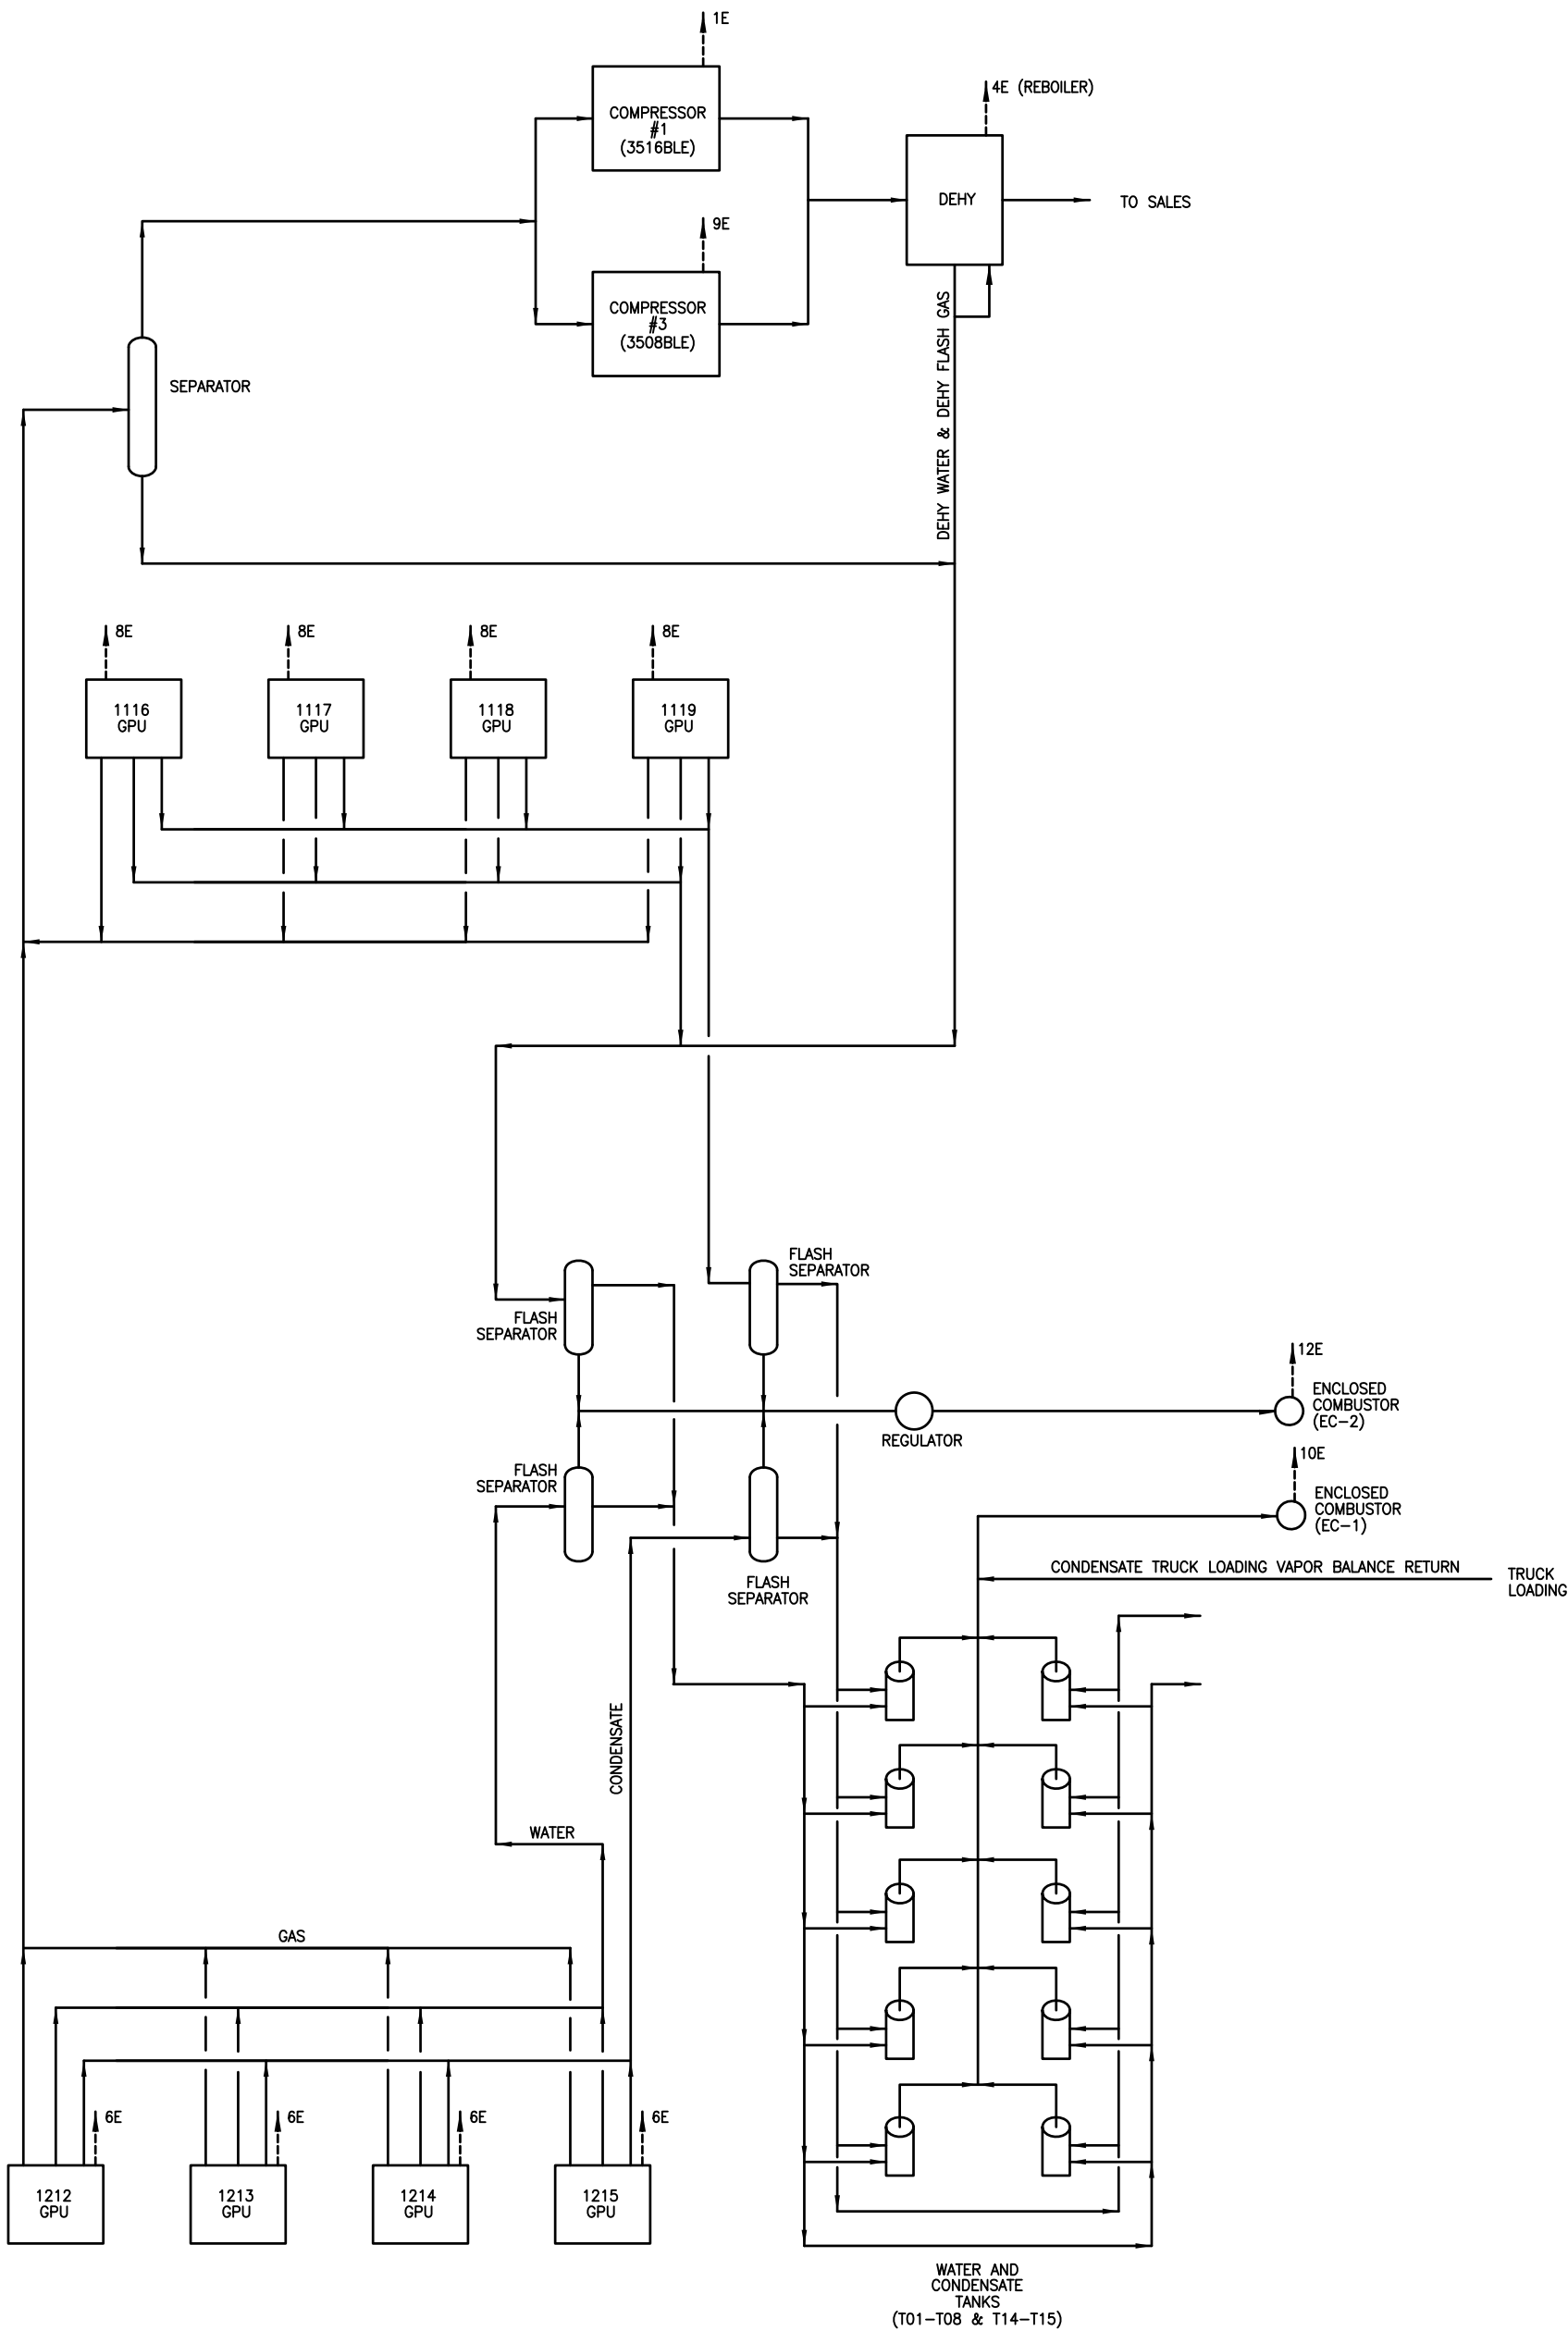 1E
COMPRESSOR
#1
(3516BLE)
4E (REBOILER)
DEHY
TO SALES
9E
COMPRESSOR
#3
(3508BLE)
SEPARATOR
DEHY WATER & DEHY FLASH GAS
8E
8E
8E
8E
1116
GPU
1117
GPU
1118
GPU
1119
GPU
FLASH
SEPARATOR
FLASH
SEPARATOR
12E
ENCLOSED
COMBUSTOR
(EC-2)
REGULATOR
10E
FLASH
SEPARATOR
ENCLOSED
COMBUSTOR
(EC-1)
CONDENSATE TRUCK LOADING VAPOR BALANCE RETURN
TRUCK
LOADING
FLASH
SEPARATOR
CONDENSATE
WATER
GAS
6E
6E
6E
6E
1212
GPU
1213
GPU
1214
GPU
1215
GPU
WATER AND
CONDENSATE
TANKS
(T01-T08 & T14-T15)